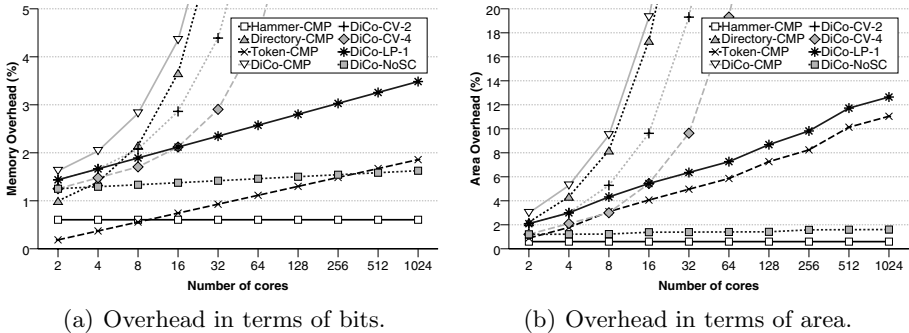 Memory Overhead (%)
5
4
3
2
1
0
Hammer-CMP
Directory-CMP
Token-CMP
DiCo-CMP
DiCo-CV-2
DiCo-CV-4
DiCo-LP-1
DiCo-NoSC
2 4 8 16 32 64 128 256 512 1024
Number of cores
(a) Overhead in terms of bits.
Area Overhead (%)
20
18
16
14
12
10
8
6
4
2
0
Hammer-CMP
Directory-CMP
Token-CMP
DiCo-CMP
DiCo-CV-2
DiCo-CV-4
DiCo-LP-1
DiCo-NoSC
2 4 8 16 32 64 128 256 512 1024
Number of cores
(b) Overhead in terms of area.